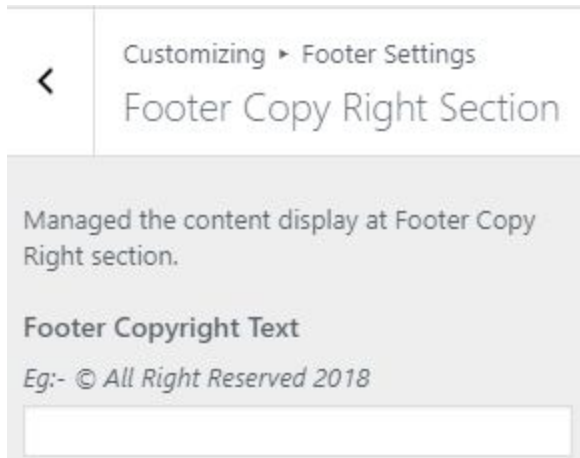 Customizing ▸ Footer Settings
Footer Copy Right Section
Managed the content display at Footer Copy
Right section.
Footer Copyright Text
Eg:- © All Right Reserved 2018